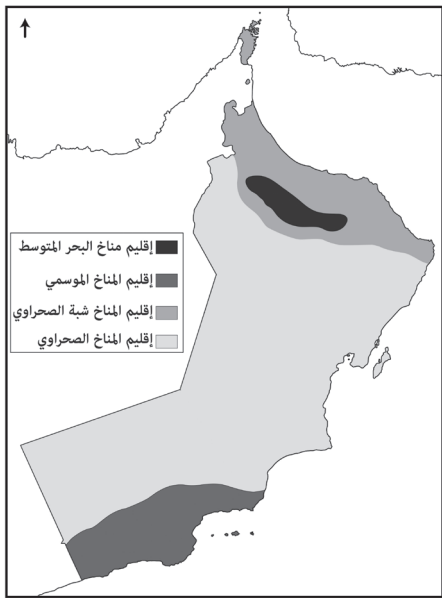 إقليم مناخ البحر المتوسط
إقليم المناخ الموسمي
إقليم المناخ شبة الصحراوي
إقليم المناخ الصحراوي